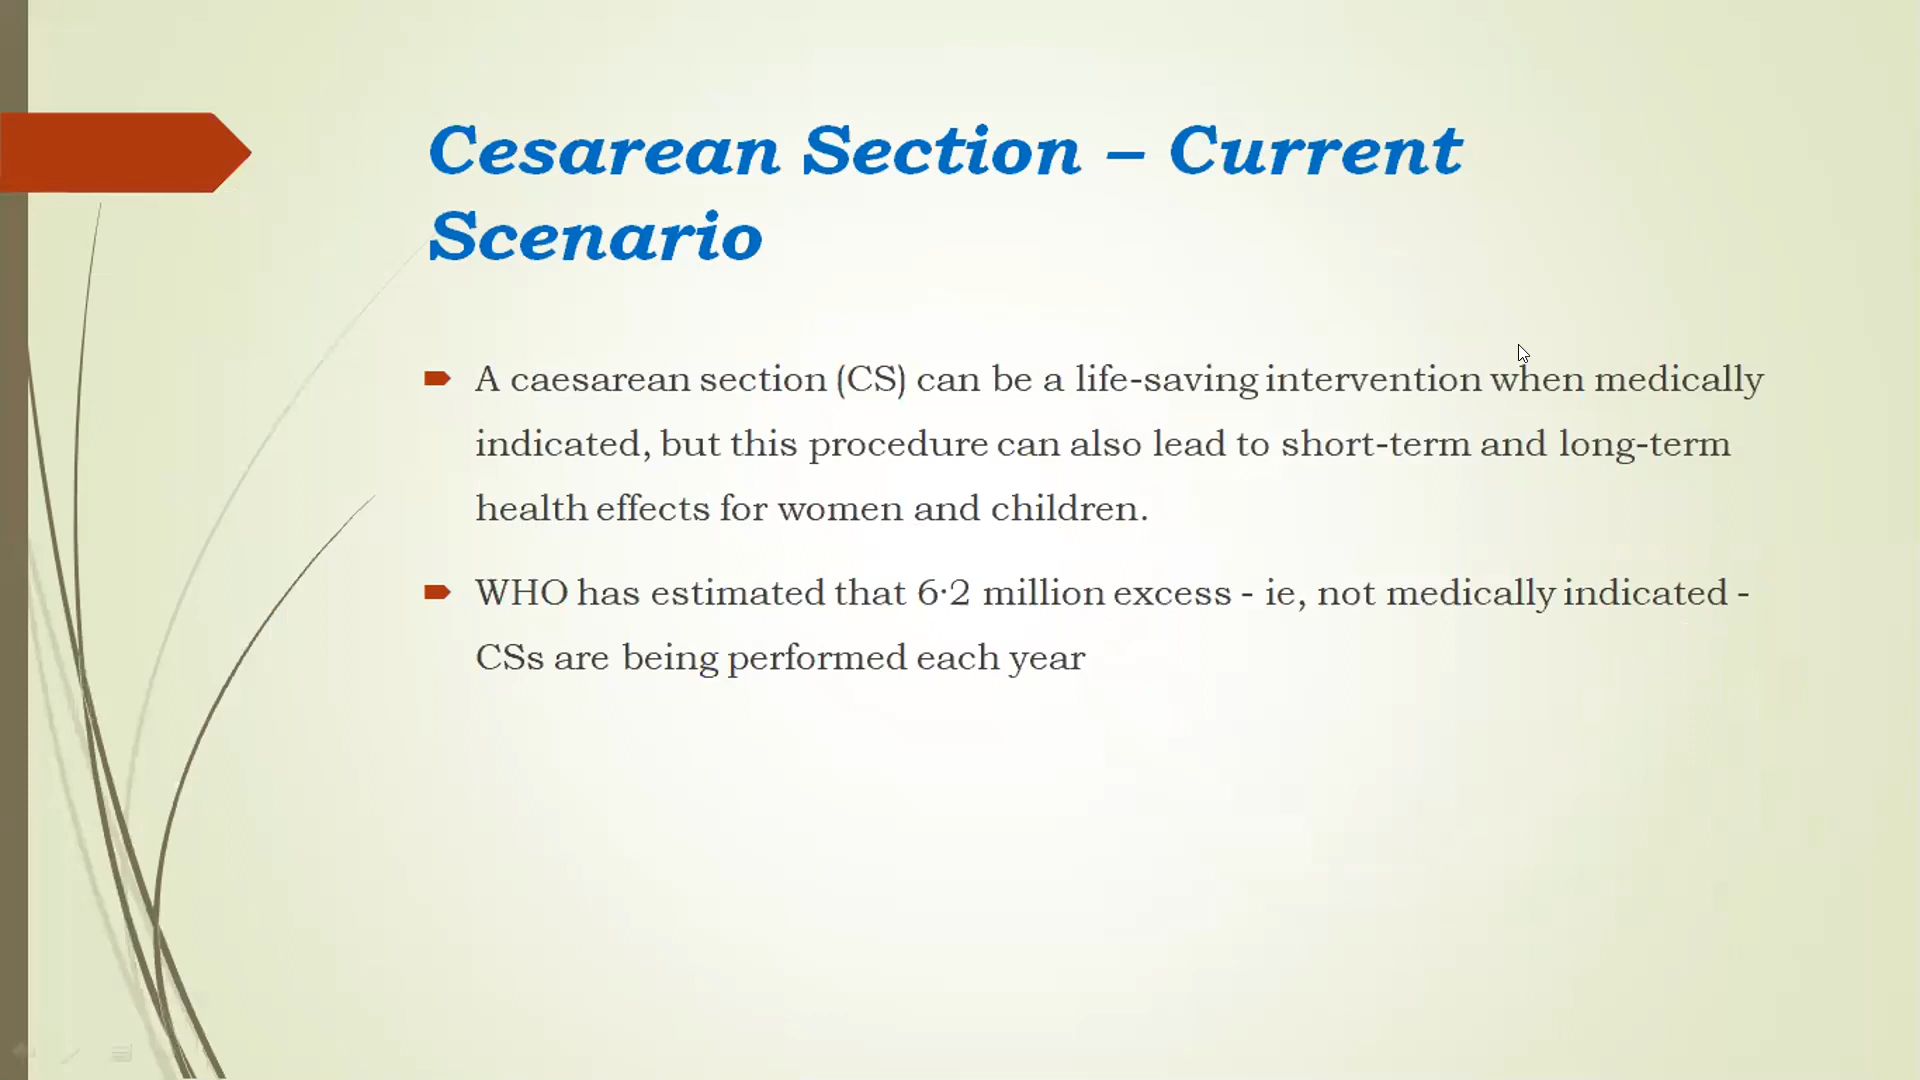 Cesarean Section – Current
Scenario
A caesarean section (CS) can be a life-saving intervention when medically
indicated, but this procedure can also lead to short-term and long-term
health effects for women and children.
WHO has estimated that 6·2 million excess - ie, not medically indicated -
CSs are being performed each year